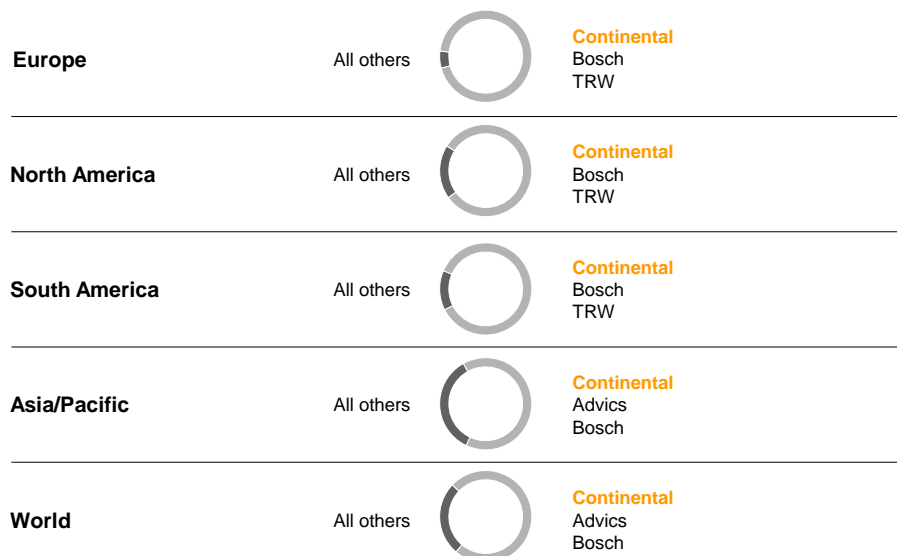 Europe
All others
Continental
Bosch
TRW
North America
All others
Continental
Bosch
TRW
South America
All others
Continental
Bosch
TRW
Asia/Pacific
All others
Continental
Advics
Bosch
World
All others
Continental
Advics
Bosch